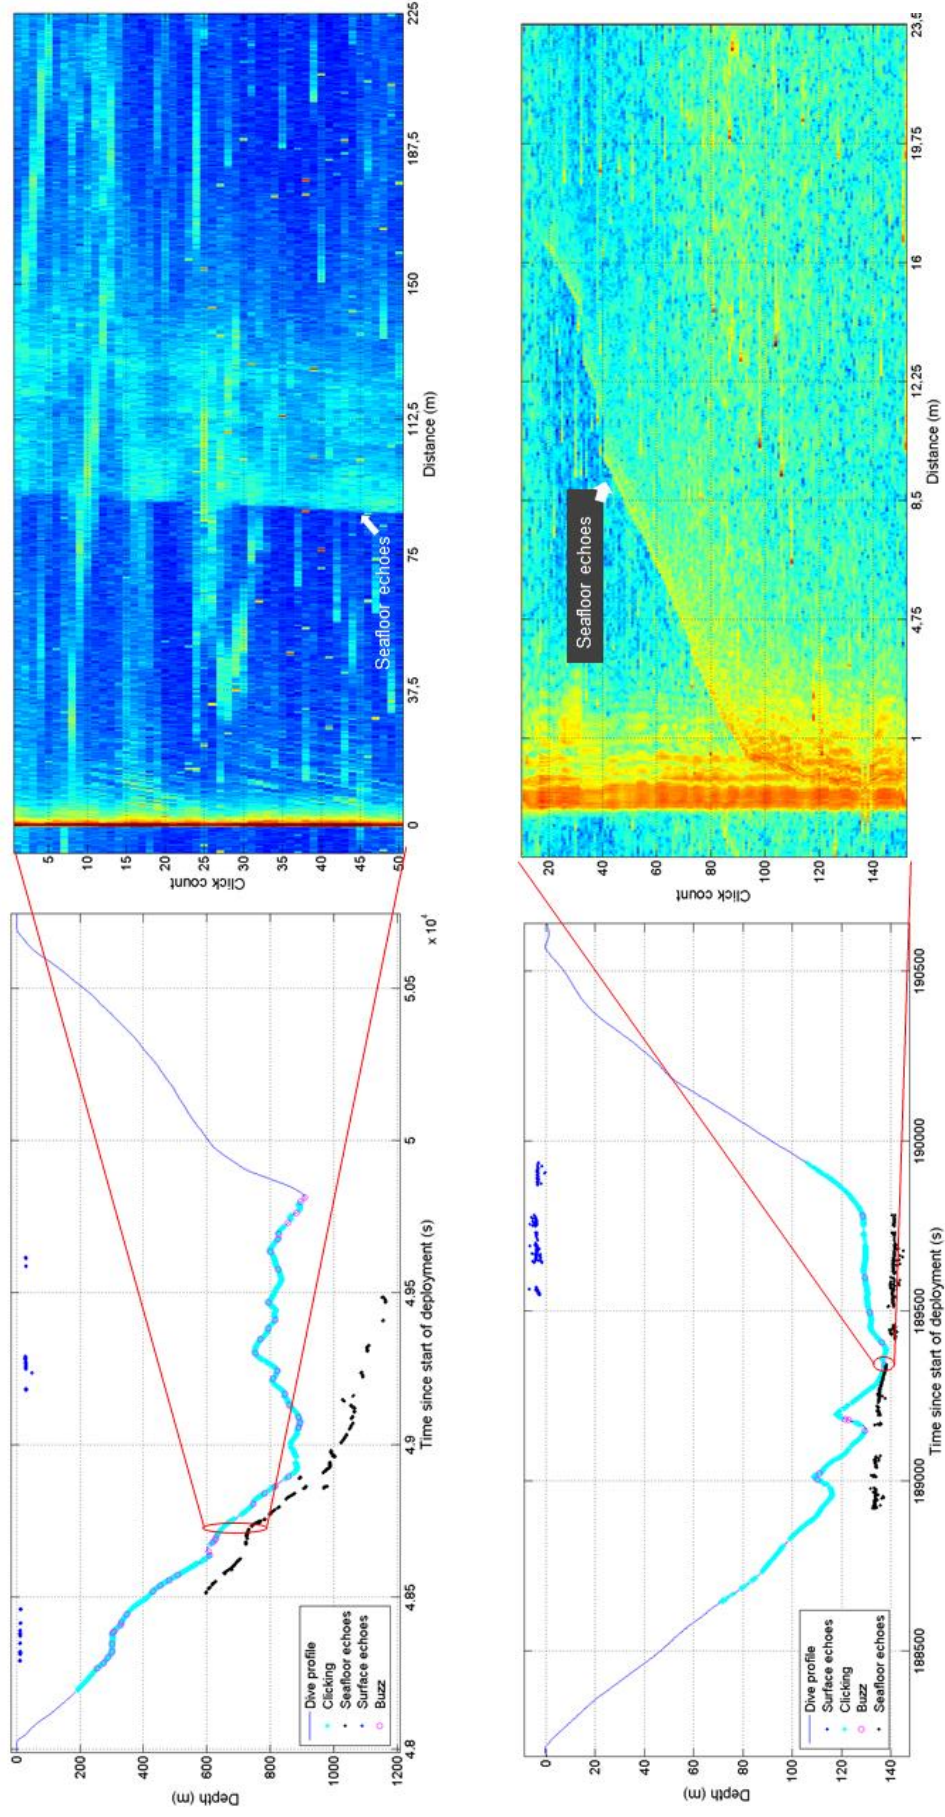 0
200
400
600
800
1000
1200
Depth (m)
4.8
4.85
4.9
4.95
5
5.05
x 10⁴
Time since start of deployment (s)
Dive profile
Clicking
Seafloor echoes
Surface echoes
Buzz
5
10
15
20
25
30
35
40
45
50
Click count
0
37,5
75
112,5
150
187,5
225
Distance (m)
Seafloor echoes
0
20
40
60
80
100
120
140
Depth (m)
188500
189000
189500
190000
190500
Time since start of deployment (s)
Dive profile
Surface echoes
Clicking
Buzz
Seafloor echoes
20
40
60
80
100
120
140
Click count
1
4,75
8,5
12,25
16
19,75
23,5
Distance (m)
Seafloor echoes